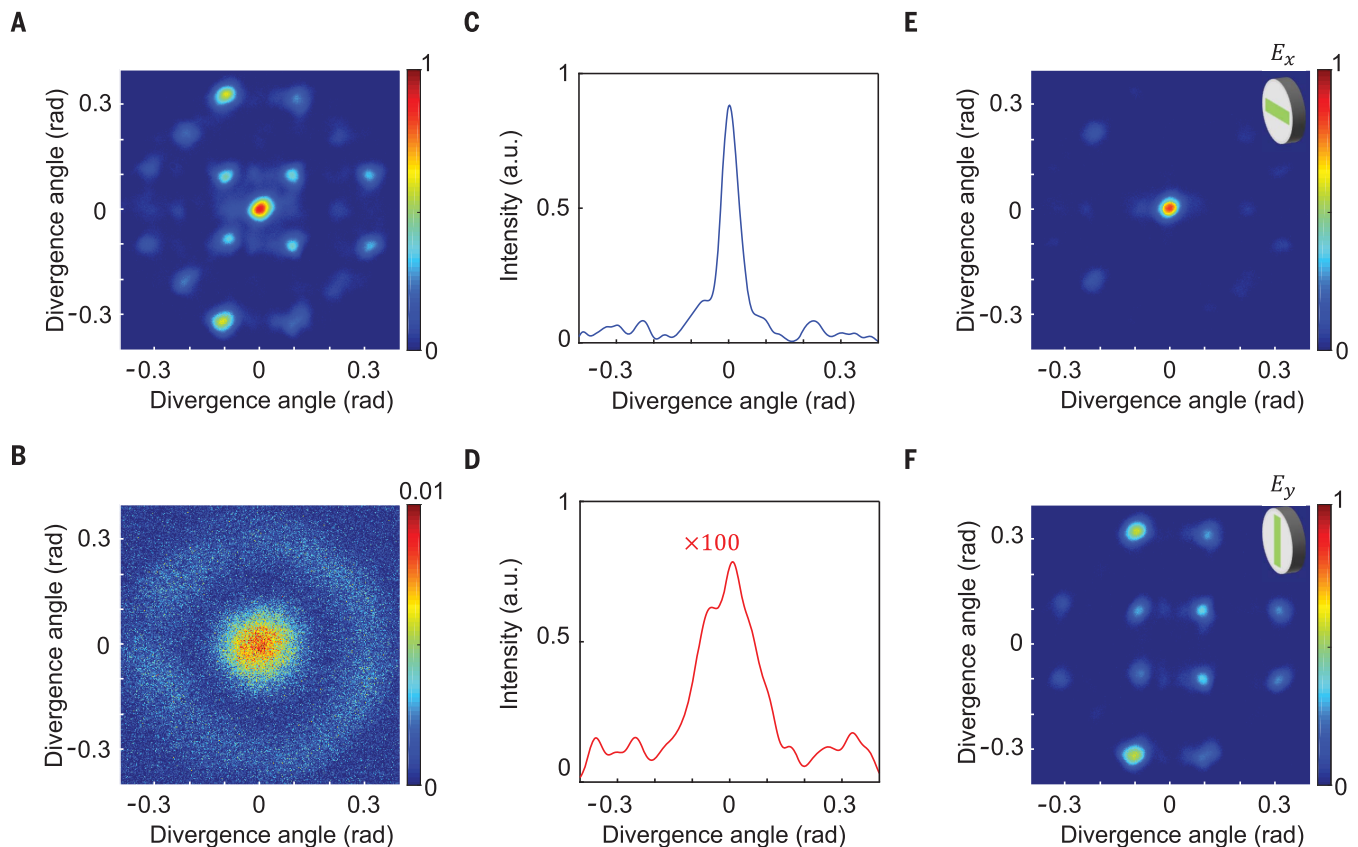 A
1
0.3
0
−0.3
0
Divergence angle (rad)
−0.3 0 0.3
Divergence angle (rad)
B
0.01
0.3
0
−0.3
0
Divergence angle (rad)
−0.3 0 0.3
Divergence angle (rad)
C
1
0.5
0
Intensity (a.u.)
−0.3 0 0.3
Divergence angle (rad)
D
1
×100
0.5
0
Intensity (a.u.)
−0.3 0 0.3
Divergence angle (rad)
E
Ex
1
0.3
0
−0.3
0
Divergence angle (rad)
−0.3 0 0.3
Divergence angle (rad)
F
Ey
1
0.3
0
−0.3
0
Divergence angle (rad)
−0.3 0 0.3
Divergence angle (rad)